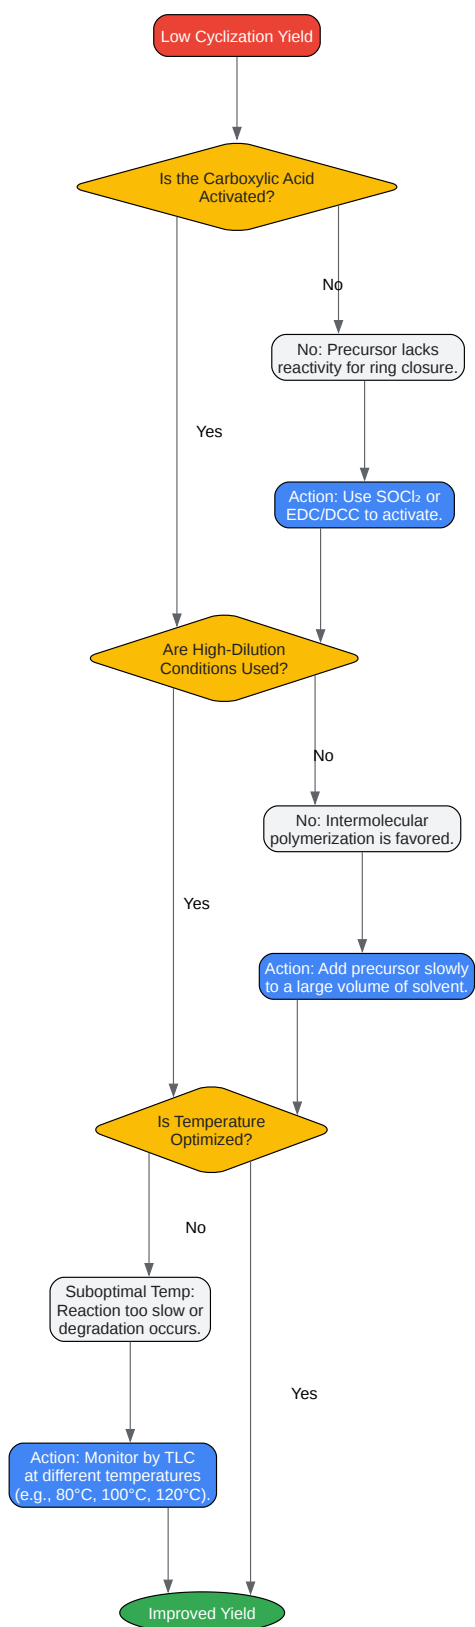 Low Cyclization Yield
Is the Carboxylic Acid
Activated?
No
No: Precursor lacks
reactivity for ring closure.
Yes
Action: Use SOCl₂ or
EDC/DCC to activate.
Are High-Dilution
Conditions Used?
No
No: Intermolecular
polymerization is favored.
Yes
Action: Add precursor slowly
to a large volume of solvent.
Is Temperature
Optimized?
No
Suboptimal Temp:
Reaction too slow or
degradation occurs.
Yes
Action: Monitor by TLC
at different temperatures
(e.g., 80°C, 100°C, 120°C).
Improved Yield